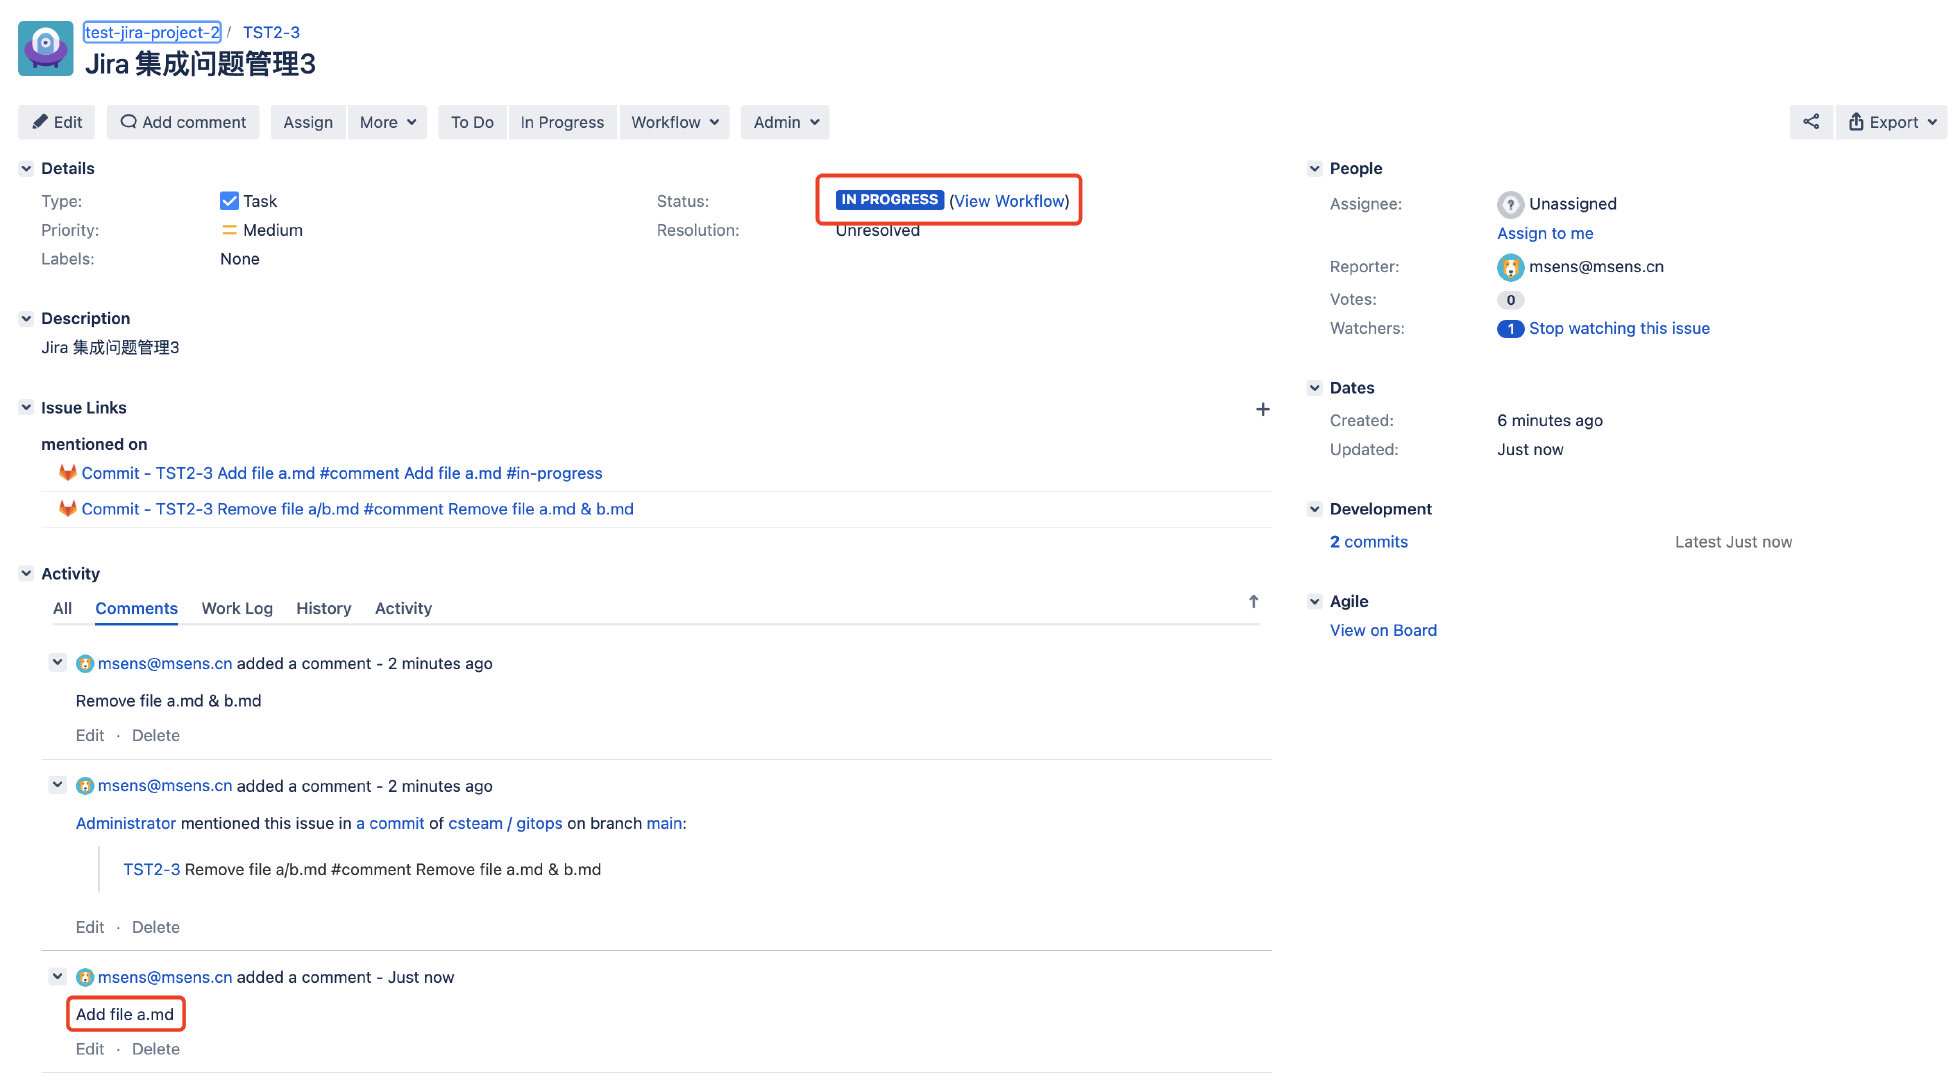 test-jira-project-2 / TST2-3
Jira 集成问题管理3
Edit Add comment Assign More To Do In Progress Workflow Admin Export
Details
Type: Task
Status: IN PROGRESS (View Workflow)
Priority: Medium
Resolution: Unresolved
Labels: None
Description
Jira 集成问题管理3
Issue Links
mentioned on
Commit - TST2-3 Add file a.md #comment Add file a.md #in-progress
Commit - TST2-3 Remove file a/b.md #comment Remove file a.md & b.md
Activity
All Comments Work Log History Activity
msens@msens.cn added a comment - 2 minutes ago
Remove file a.md & b.md
Edit · Delete
msens@msens.cn added a comment - 2 minutes ago
Administrator mentioned this issue in a commit of csteam / gitops on branch main:
TST2-3 Remove file a/b.md #comment Remove file a.md & b.md
Edit · Delete
msens@msens.cn added a comment - Just now
Add file a.md
Edit · Delete
People
Assignee: Unassigned
Assign to me
Reporter: msens@msens.cn
Votes: 0
Watchers: 1 Stop watching this issue
Dates
Created: 6 minutes ago
Updated: Just now
Development
2 commits Latest Just now
Agile
View on Board